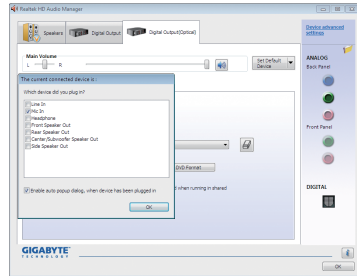 Realtek HD Audio Manager
Speakers
Digital Output
Digital Output(Optical)
Device advanced
settings
Main Volume
L
R
Set Default
Device
ANALOG
Back Panel
The current connected device is :
Which device did you plug in?
Line In
Mic In
Headphone
Front Speaker Out
Rear Speaker Out
Center/Subwoofer Speaker Out
Side Speaker Out
Front Panel
DVD Format
Enable auto popup dialog, when device has been plugged in
d when running in shared
DIGITAL
OK
GIGABYTE
TECHNOLOGY
OK